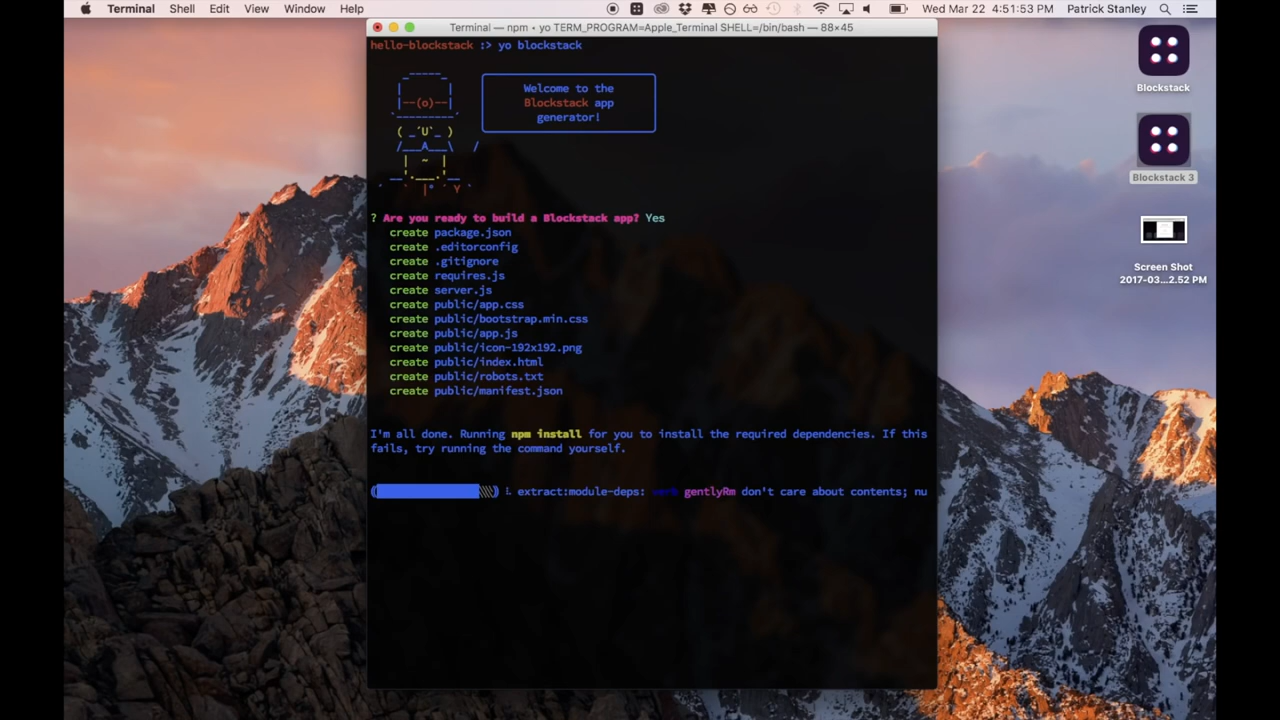 Terminal Shell Edit View Window Help Wed Mar 22 4:51:53 PM Patrick Stanley
Terminal — npm • yo TERM_PROGRAM=Apple_Terminal SHELL=/bin/bash — 88×45
hello-blockstack :> yo blockstack
Welcome to the
Blockstack app
generator!
? Are you ready to build a Blockstack app? Yes
create package.json
create .editorconfig
create .gitignore
create requires.js
create server.js
create public/app.css
create public/bootstrap.min.css
create public/app.js
create public/icon-192x192.png
create public/index.html
create public/robots.txt
create public/manifest.json
I'm all done. Running npm install for you to install the required dependencies. If this
fails, try running the command yourself.
extract:module-deps: verb gentlyRm don't care about contents; nu
Blockstack
Blockstack 3
Screen Shot
2017-03...2.52 PM